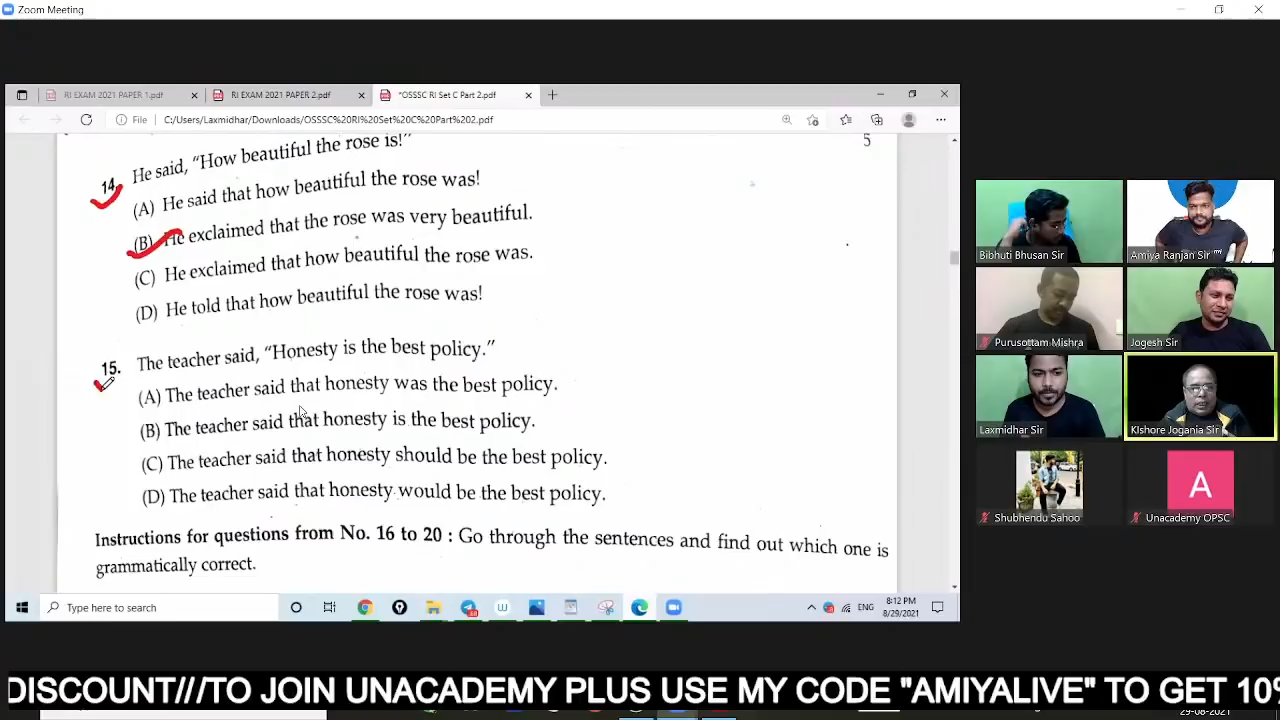 Zoom Meeting
RI EXAM 2021 PAPER 1.pdf
RI EXAM 2021 PAPER 2.pdf
*OSSSC RI Set C Part 2.pdf
File
C:/Users/Laxmidhar/Downloads/OSSSC%20RI%20Set%20C%20Part%202.pdf
5
14. He said, “How beautiful the rose is!”
(A) He said that how beautiful the rose was!
(B) He exclaimed that the rose was very beautiful.
(C) He exclaimed that how beautiful the rose was.
(D) He told that how beautiful the rose was!
15. The teacher said, “Honesty is the best policy.”
(A) The teacher said that honesty was the best policy.
(B) The teacher said that honesty is the best policy.
(C) The teacher said that honesty should be the best policy.
(D) The teacher said that honesty would be the best policy.
Instructions for questions from No. 16 to 20 : Go through the sentences and find out which one is
grammatically correct.
Bibhuti Bhusan Sir
Amiya Ranjan Sir
Purusottam Mishra
Jogesh Sir
Laxmidhar Sir
KIshore Jogania Sir
Shubhendu Sahoo
A
Unacademy OPSC
Type here to search
ENG
8:12 PM
8/29/2021
DISCOUNT///TO JOIN UNACADEMY PLUS USE MY CODE "AMIYALIVE" TO GET 10%
29-08-2021